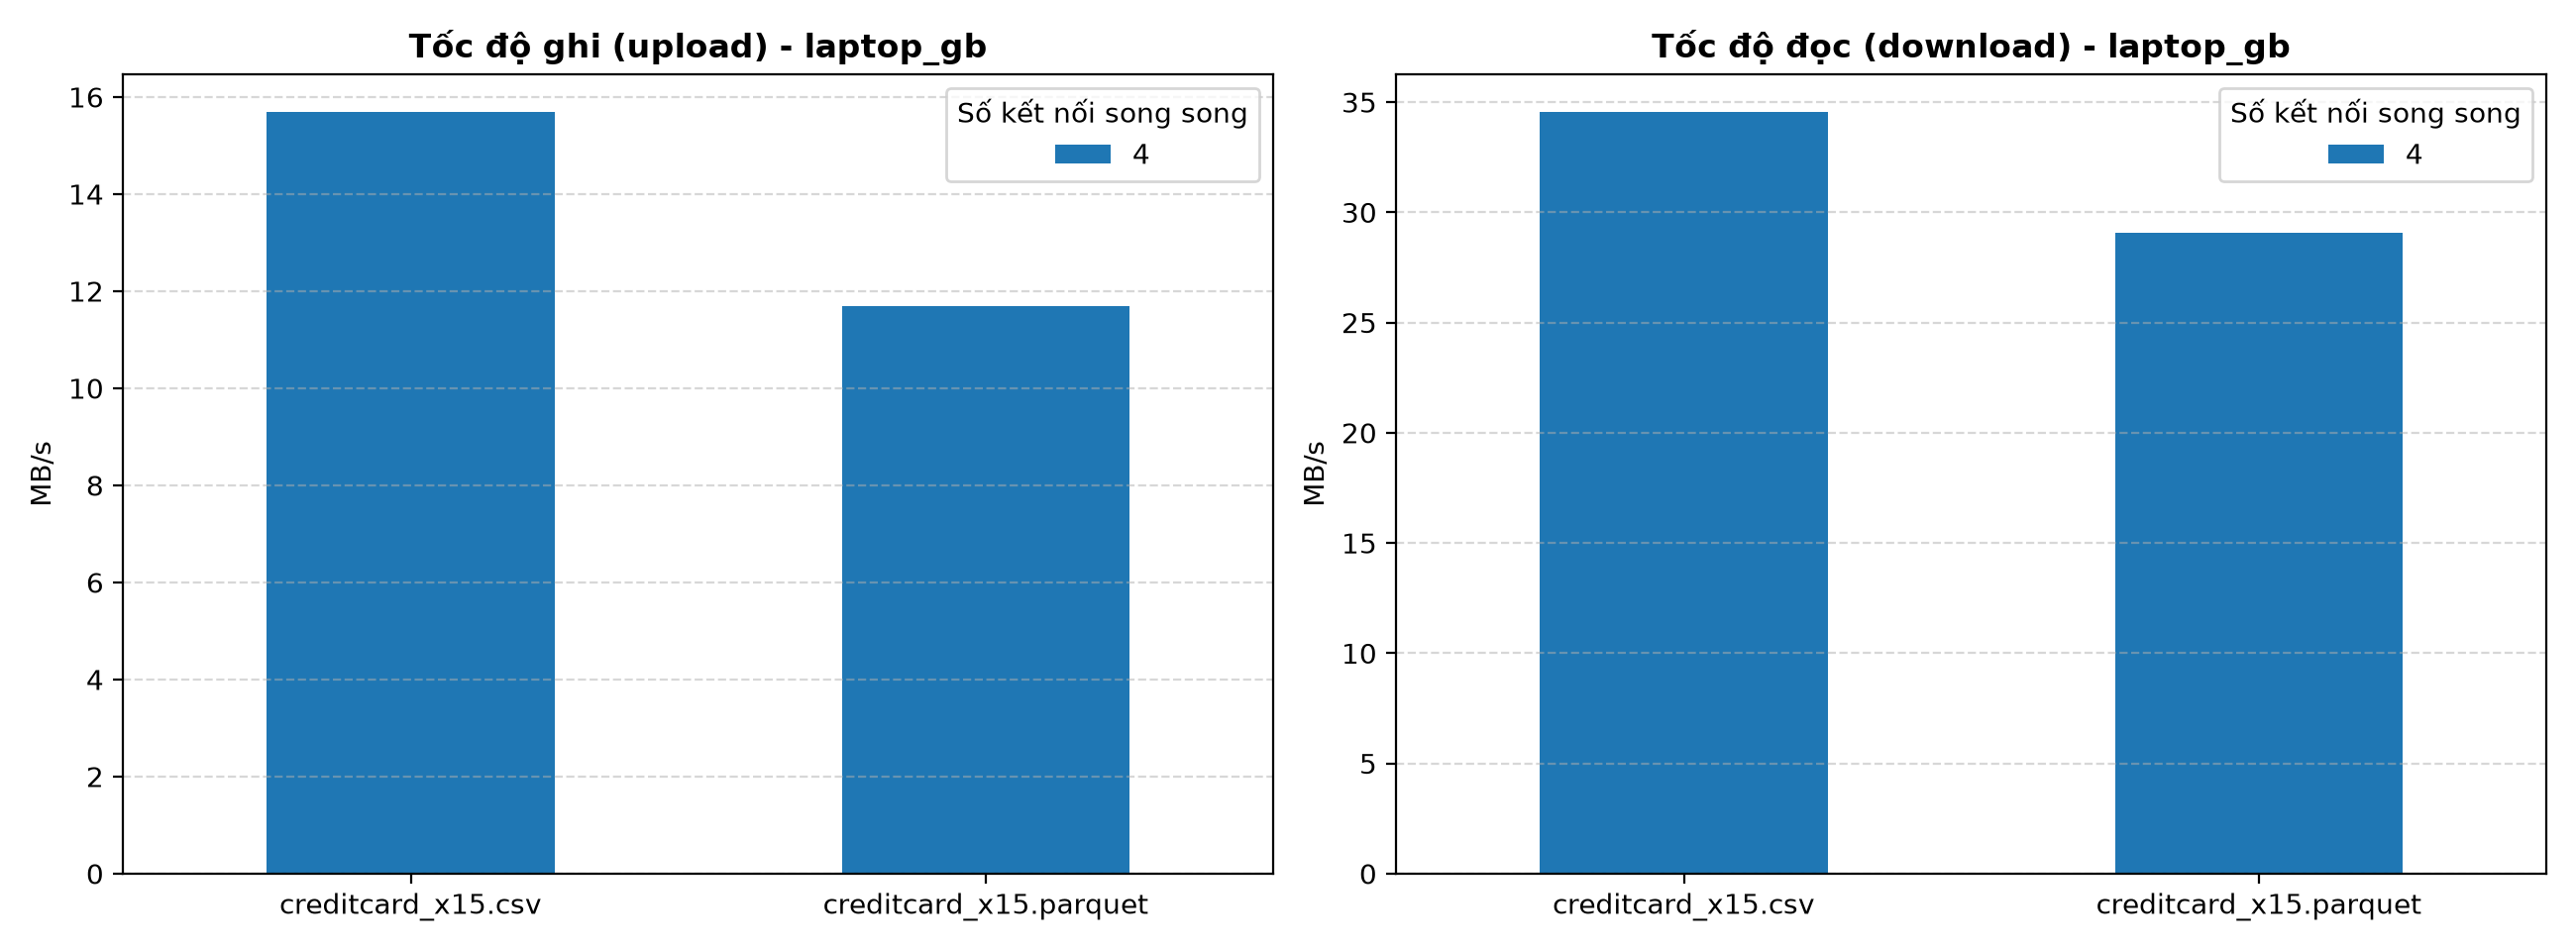 Tốc độ ghi (upload) - laptop_gb
Số kết nối song song
4
16
14
12
10
8
6
4
2
0
MB/s
creditcard_x15.csv
creditcard_x15.parquet
Tốc độ đọc (download) - laptop_gb
Số kết nối song song
4
35
30
25
20
15
10
5
0
MB/s
creditcard_x15.csv
creditcard_x15.parquet